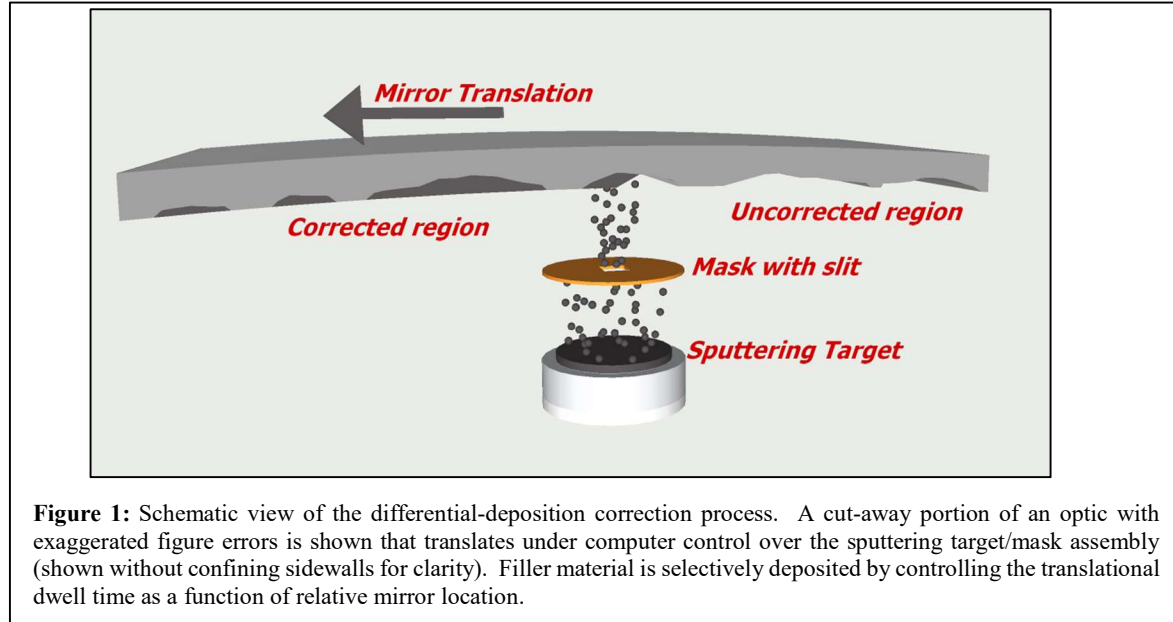 Mirror Translation
Corrected region
Uncorrected region
Mask with slit
Sputtering Target
Figure 1: Schematic view of the differential-deposition correction process. A cut-away portion of an optic with
exaggerated figure errors is shown that translates under computer control over the sputtering target/mask assembly
(shown without confining sidewalls for clarity). Filler material is selectively deposited by controlling the translational
dwell time as a function of relative mirror location.